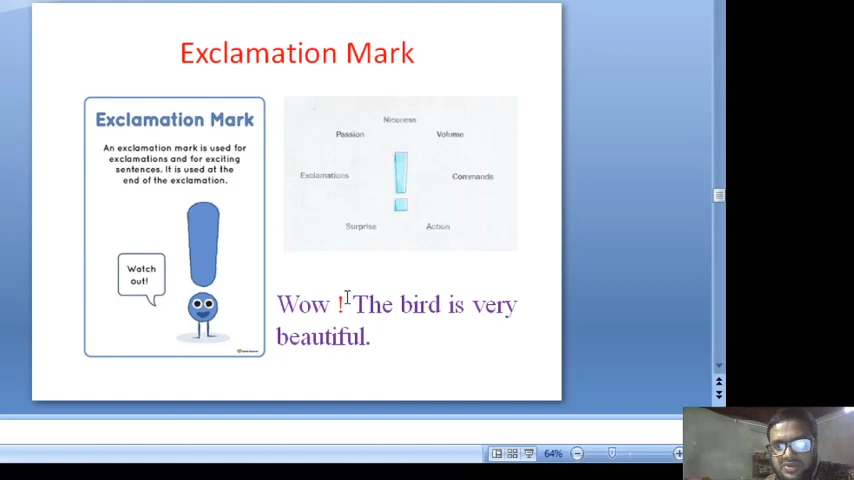 Exclamation Mark
Exclamation Mark
An exclamation mark is used for
exclamations and for exciting
sentences. It is used at the
end of the exclamation.
Watch
out!
Niceness
Passion
Volume
Exclamations
!
Commands
Surprise
Action
Wow ! The bird is very
beautiful.
64%